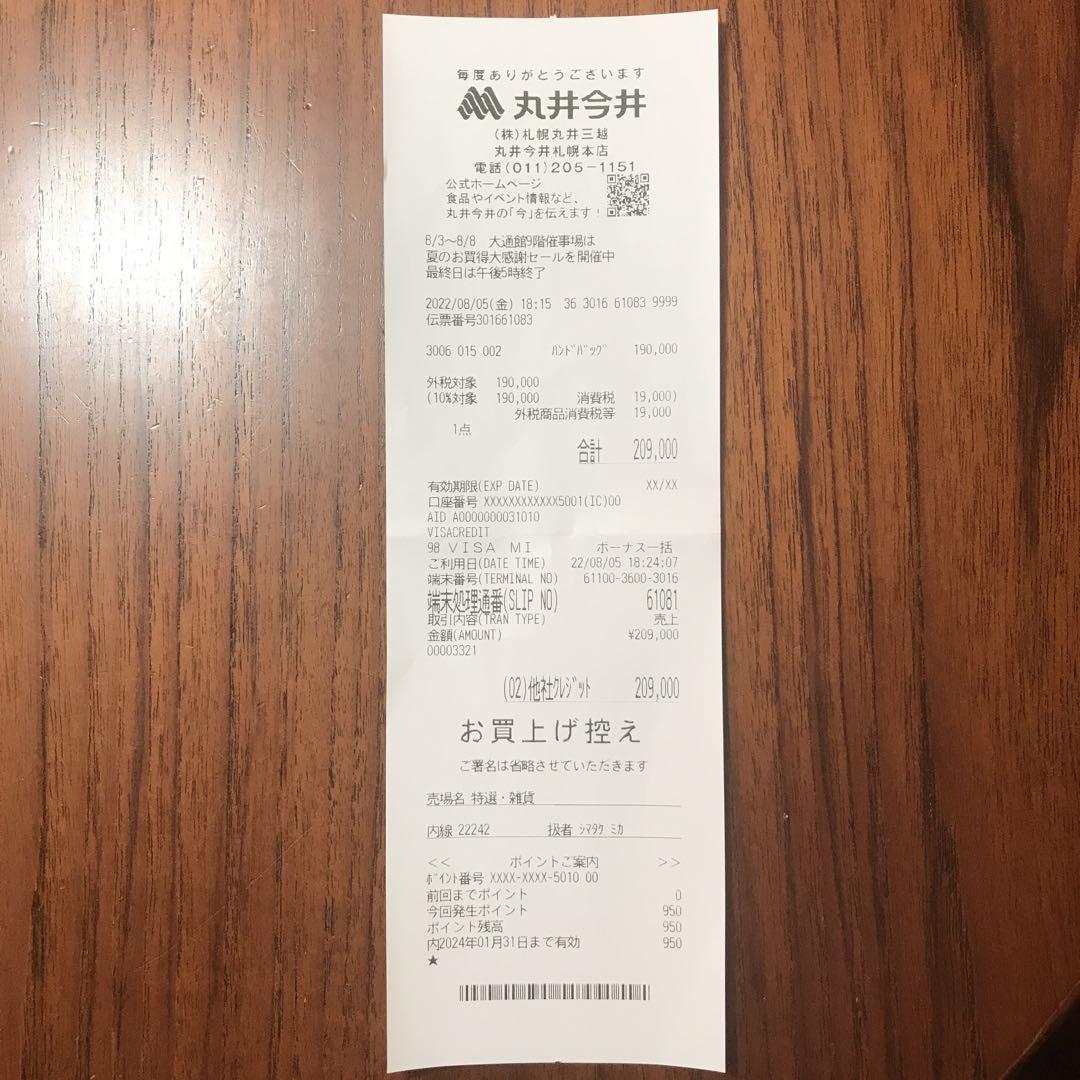 毎度ありがとうございます
丸井今井
(株)札幌丸井三越
丸井今井札幌本店
電話(011)205-1151
公式ホームページ
食品やイベント情報など、
丸井今井の「今」を伝えます!
8/3〜8/8 大通館9階催事場は
夏のお買得大感謝セールを開催中
最終日は午後5時終了
2022/08/05(金) 18:15 36 3016 61083 9999
伝票番号301661083
3006 015 002 ハンドバッグ 190,000
外税対象 190,000
(10%対象 190,000 消費税 19,000)
外税商品消費税等 19,000
1点
合計 209,000
有効期限(EXP DATE) XX/XX
口座番号 XXXXXXXXXXXX5001(IC)00
AID A0000000031010
VISACREDIT
98 VISA MI ボーナス一括
ご利用日(DATE TIME) 22/08/05 18:24:07
端末番号(TERMINAL NO) 61100-3600-3016
端末処理通番(SLIP NO) 61081
取引内容(TRAN TYPE) 売上
金額(AMOUNT) ¥209,000
00003321
(02)他社クレジット 209,000
お買上げ控え
ご署名は省略させていただきます
売場名 特選・雑貨
内線 22242 扱者 シマタケ ミカ
<< ポイントご案内 >>
ポイント番号 XXXX-XXXX-5010 00
前回までポイント 0
今回発生ポイント 950
ポイント残高 950
内2024年01月31日まで有効 950
★